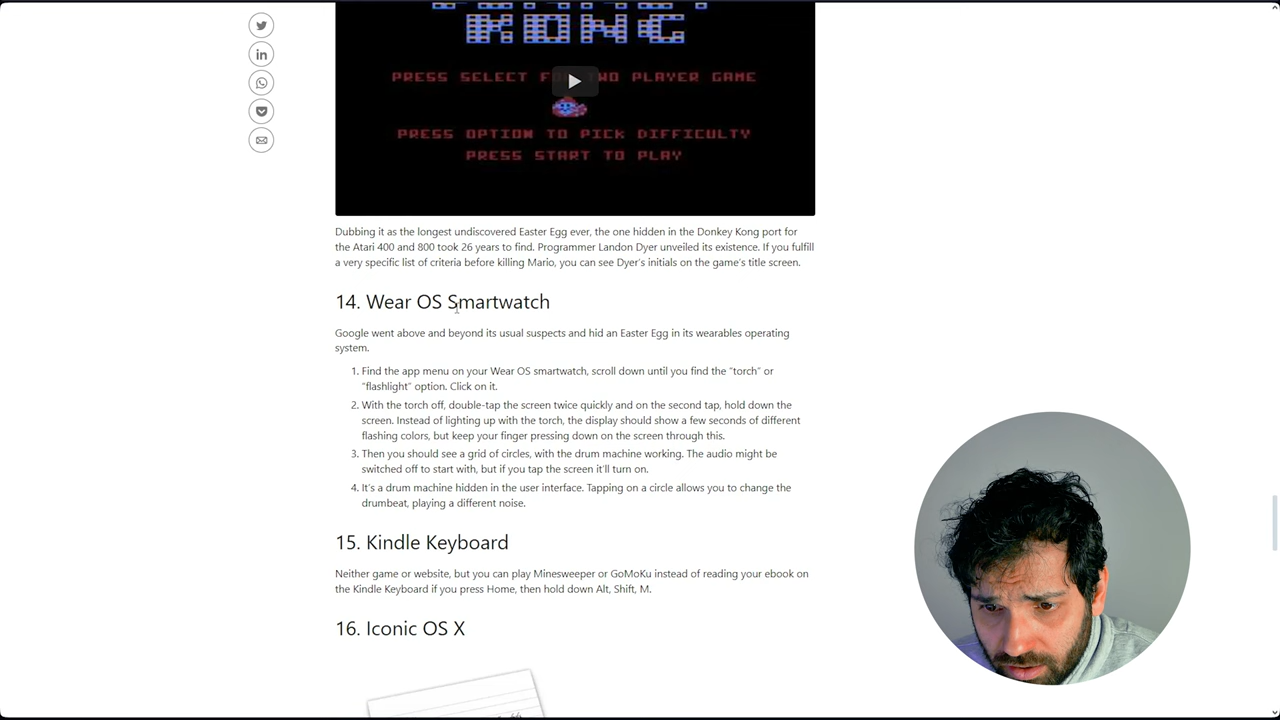 KONG
PRESS SELECT FOR TWO PLAYER GAME
PRESS OPTION TO PICK DIFFICULTY
PRESS START TO PLAY
Dubbing it as the longest undiscovered Easter Egg ever, the one hidden in the Donkey Kong port for
the Atari 400 and 800 took 26 years to find. Programmer Landon Dyer unveiled its existence. If you fulfill
a very specific list of criteria before killing Mario, you can see Dyer's initials on the game's title screen.
14. Wear OS Smartwatch
Google went above and beyond its usual suspects and hid an Easter Egg in its wearables operating
system.
1. Find the app menu on your Wear OS smartwatch, scroll down until you find the “torch” or
“flashlight” option. Click on it.
2. With the torch off, double-tap the screen twice quickly and on the second tap, hold down the
screen. Instead of lighting up with the torch, the display should show a few seconds of different
flashing colors, but keep your finger pressing down on the screen through this.
3. Then you should see a grid of circles, with the drum machine working. The audio might be
switched off to start with, but if you tap the screen it'll turn on.
4. It's a drum machine hidden in the user interface. Tapping on a circle allows you to change the
drumbeat, playing a different noise.
15. Kindle Keyboard
Neither game or website, but you can play Minesweeper or GoMoKu instead of reading your ebook on
the Kindle Keyboard if you press Home, then hold down Alt, Shift, M.
16. Iconic OS X